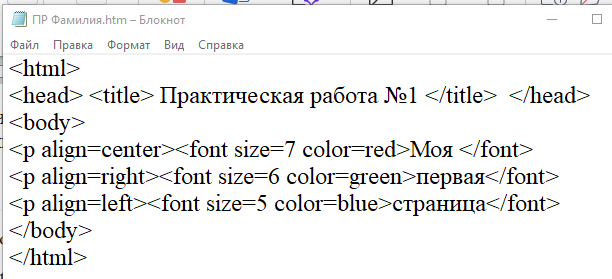 ПР Фамилия.htm – Блокнот
Файл Правка Формат Вид Справка
<html>
<head> <title> Практическая работа №1 </title>  </head>
<body>
<p align=center><font size=7 color=red>Моя </font>
<p align=right><font size=6 color=green>первая</font>
<p align=left><font size=5 color=blue>страница</font>
</body>
</html>